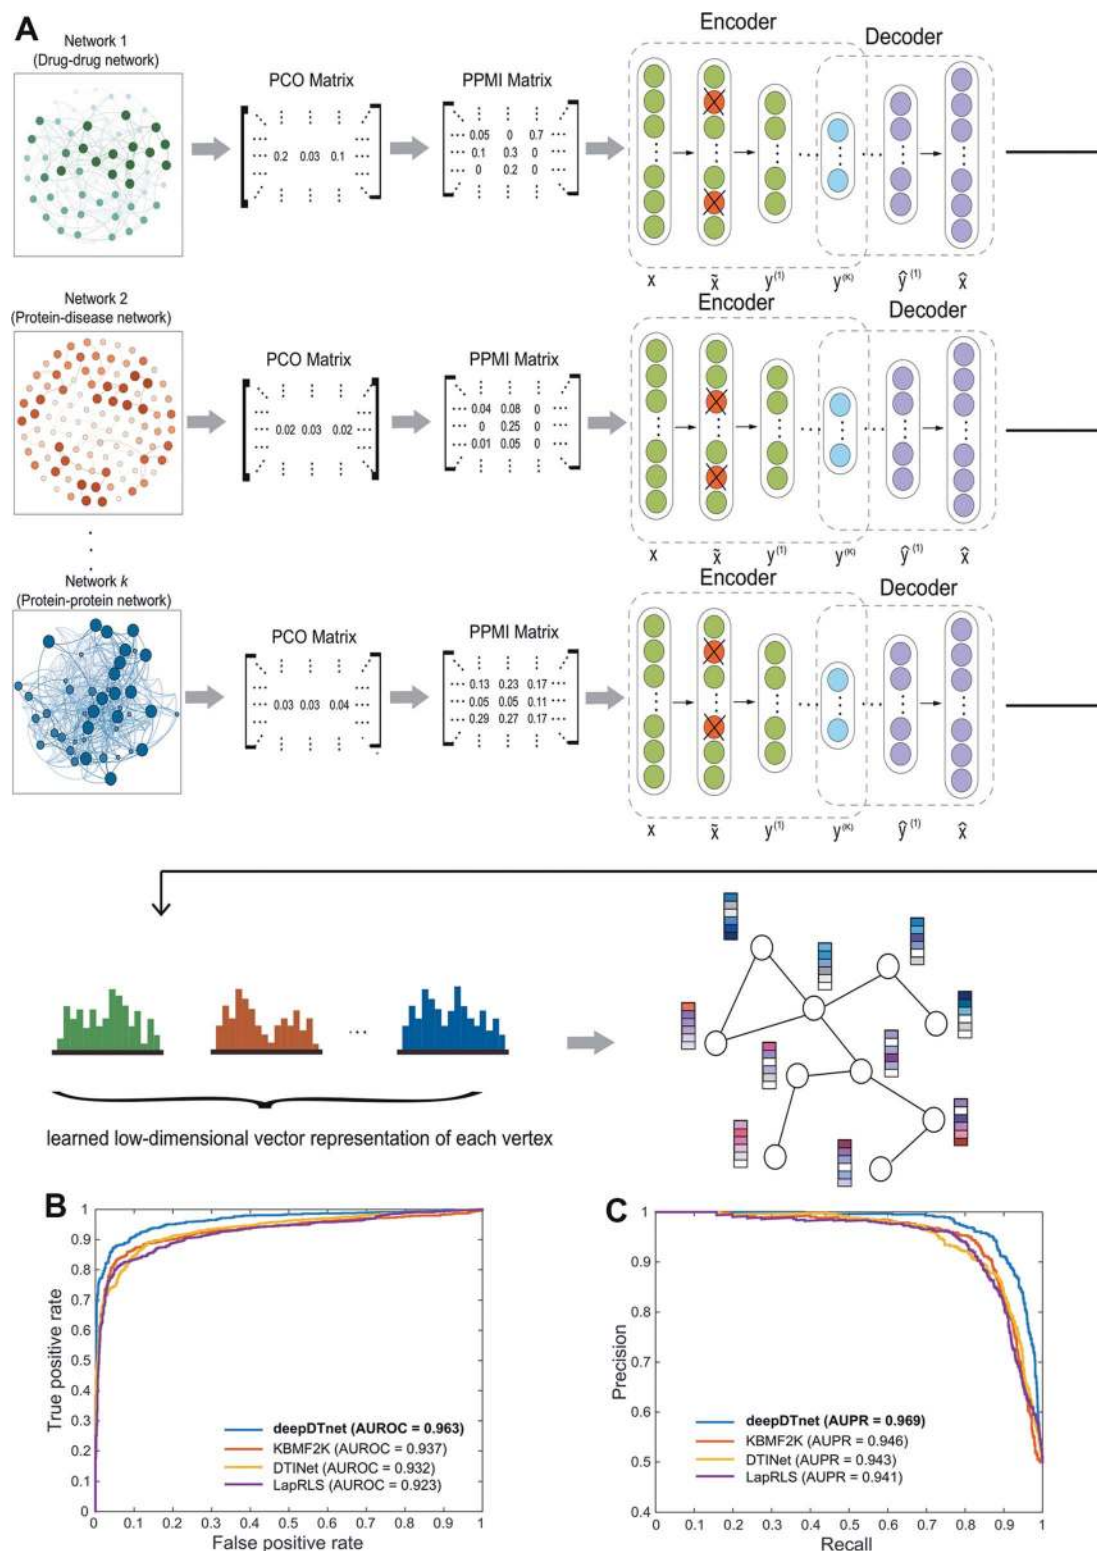 A
Network 1
(Drug-drug network)
PCO Matrix
PPMI Matrix
Encoder
Decoder
0.2 0.03 0.1
0.05 0 0.7
0.1 0.3 0
0 0.2 0
x x̃ y(1) y(K) ŷ(1) x̂
Network 2
(Protein-disease network)
PCO Matrix
PPMI Matrix
Encoder
Decoder
0.02 0.03 0.02
0.04 0.08 0
0 0.25 0
0.01 0.05 0
x x̃ y(1) y(K) ŷ(1) x̂
Network k
(Protein-protein network)
PCO Matrix
PPMI Matrix
Encoder
Decoder
0.03 0.03 0.04
0.13 0.23 0.17
0.05 0.05 0.11
0.29 0.27 0.17
x x̃ y(1) y(K) ŷ(1) x̂
learned low-dimensional vector representation of each vertex
B
True positive rate
1
0.9
0.8
0.7
0.6
0.5
0.4
0.3
0.2
0.1
0
deepDTnet (AUROC = 0.963)
KBMF2K (AUROC = 0.937)
DTINet (AUROC = 0.932)
LapRLS (AUROC = 0.923)
0 0.1 0.2 0.3 0.4 0.5 0.6 0.7 0.8 0.9 1
False positive rate
C
Precision
1
0.9
0.8
0.7
0.6
0.5
0.4
deepDTnet (AUPR = 0.969)
KBMF2K (AUPR = 0.946)
DTINet (AUPR = 0.943)
LapRLS (AUPR = 0.941)
0 0.1 0.2 0.3 0.4 0.5 0.6 0.7 0.8 0.9 1
Recall